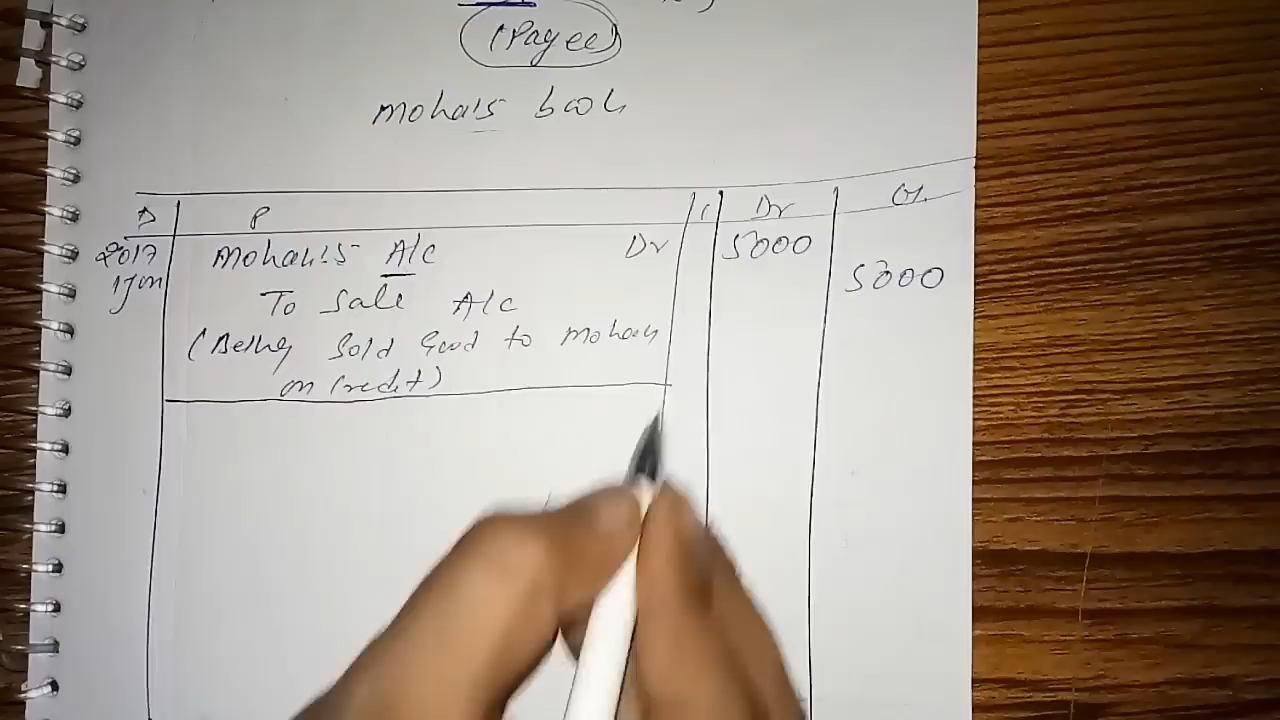 (Payee)
Mohals book
D P L Dr Cr.
2017 Mohan's A/c Dr 5000
1 Jan To Sale A/c 5000
(Being Sold Good to Mohan
on Credit)